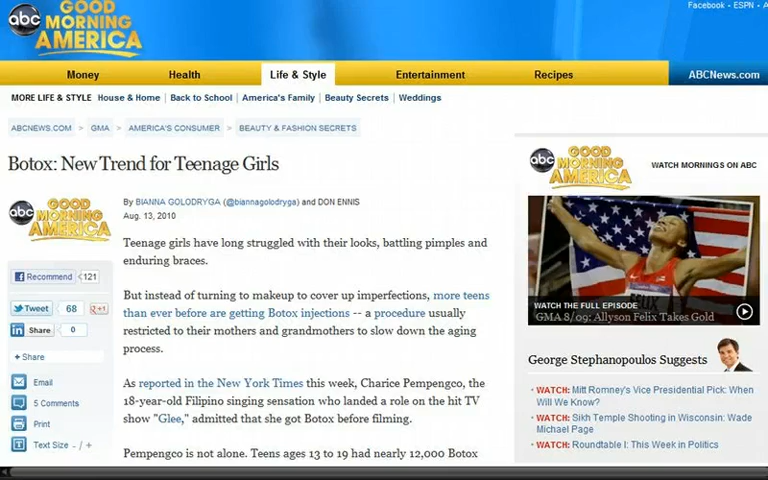 abc GOOD MORNING AMERICA
Facebook - ESPN - A
Money Health Life & Style Entertainment Recipes ABCNews.com
MORE LIFE & STYLE House & Home | Back to School | America's Family | Beauty Secrets | Weddings
ABCNEWS.COM > GMA > AMERICA'S CONSUMER > BEAUTY & FASHION SECRETS
Botox: New Trend for Teenage Girls
abc GOOD MORNING AMERICA
By BIANNA GOLODRYGA (@biannagolodryga) and DON ENNIS
Aug. 13, 2010
Recommend 121
Tweet 68 +1
in Share 0
+ Share
Email
5 Comments
Print
Text Size - / +
Teenage girls have long struggled with their looks, battling pimples and
enduring braces.
But instead of turning to makeup to cover up imperfections, more teens
than ever before are getting Botox injections -- a procedure usually
restricted to their mothers and grandmothers to slow down the aging
process.
As reported in the New York Times this week, Charice Pempengco, the
18-year-old Filipino singing sensation who landed a role on the hit TV
show "Glee," admitted that she got Botox before filming.
Pempengco is not alone. Teens ages 13 to 19 had nearly 12,000 Botox
abc GOOD MORNING AMERICA
WATCH MORNINGS ON ABC
WATCH THE FULL EPISODE
GMA 8/09: Allyson Felix Takes Gold
George Stephanopoulos Suggests
WATCH: Mitt Romney's Vice Presidential Pick: When
Will We Know?
WATCH: Sikh Temple Shooting in Wisconsin: Wade
Michael Page
WATCH: Roundtable I: This Week in Politics